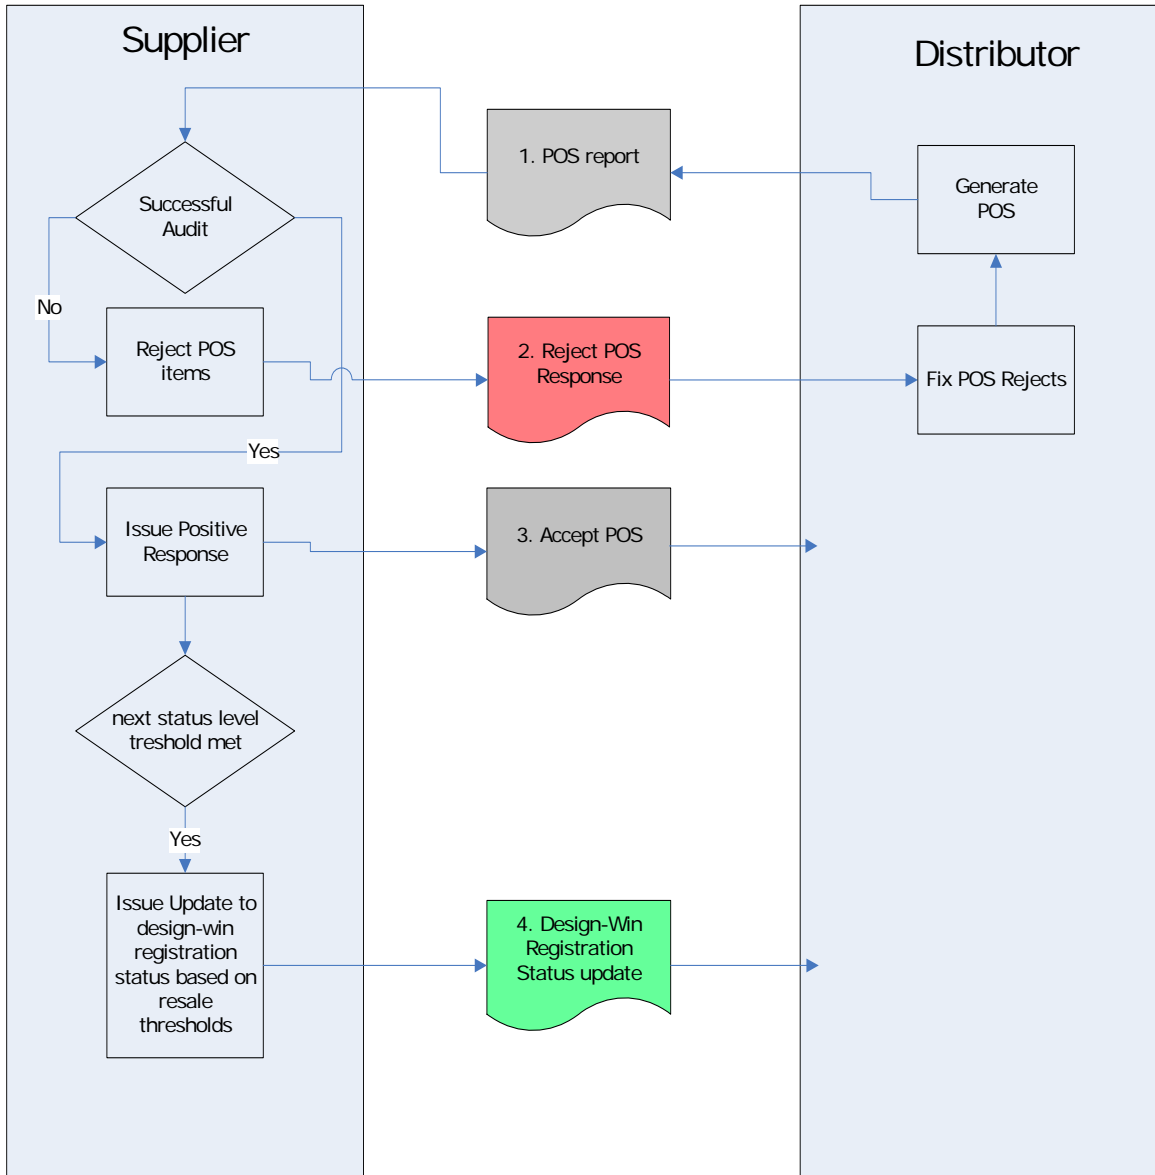 Supplier
Distributor
1. POS report
Generate
POS
Successful
Audit
No
Reject POS
items
2. Reject POS
Response
Fix POS Rejects
Yes
Issue Positive
Response
3. Accept POS
next status level
treshold met
Yes
Issue Update to
design-win
registration
status based on
resale
thresholds
4. Design-Win
Registration
Status update